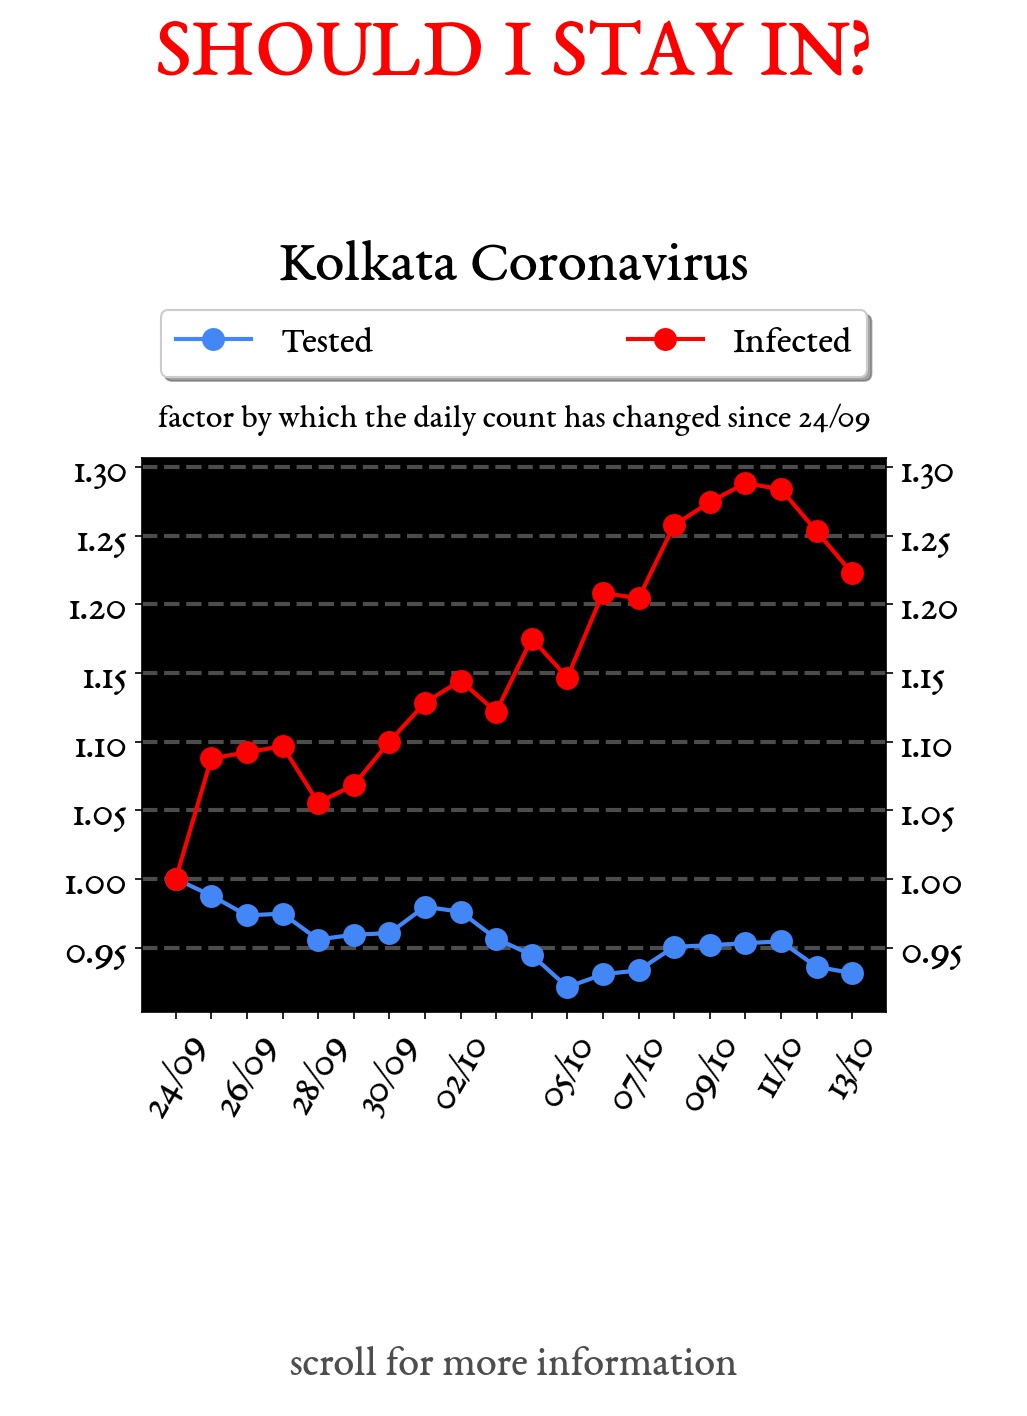 SHOULD I STAY IN?
Kolkata Coronavirus
Tested Infected
factor by which the daily count has changed since 24/09
1.30 1.30
1.25 1.25
1.20 1.20
1.15 1.15
1.10 1.10
1.05 1.05
1.00 1.00
0.95 0.95
24/09 26/09 28/09 30/09 02/10 05/10 07/10 09/10 11/10 13/10
scroll for more information